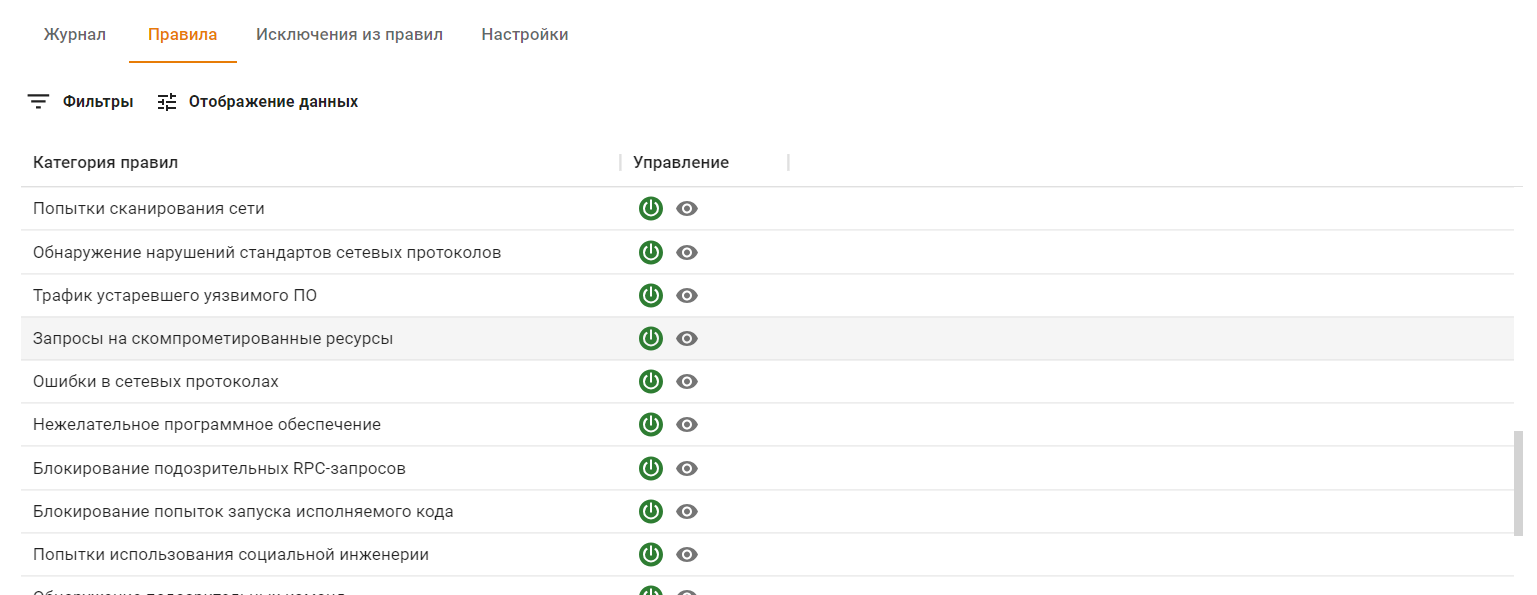 Журнал Правила Исключения из правил Настройки
Фильтры Отображение данных
Категория правил Управление
Попытки сканирования сети
Обнаружение нарушений стандартов сетевых протоколов
Трафик устаревшего уязвимого ПО
Запросы на скомпрометированные ресурсы
Ошибки в сетевых протоколах
Нежелательное программное обеспечение
Блокирование подозрительных RPC-запросов
Блокирование попыток запуска исполняемого кода
Попытки использования социальной инженерии